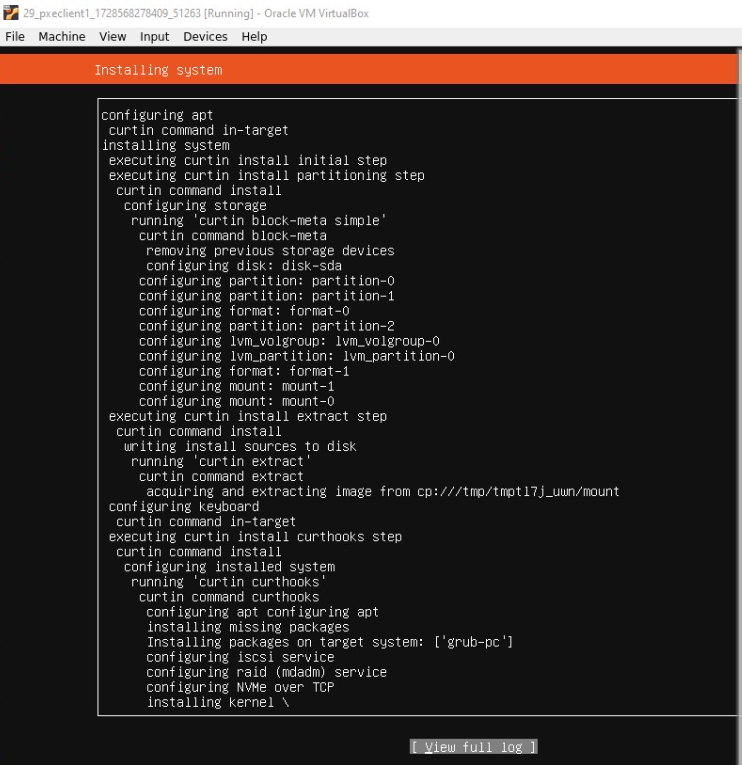 29_pxeclient1_1728568278409_51263 [Running] - Oracle VM VirtualBox
File Machine View Input Devices Help
Installing system
configuring apt
curtin command in-target
installing system
executing curtin install initial step
executing curtin install partitioning step
curtin command install
configuring storage
running 'curtin block-meta simple'
curtin command block-meta
removing previous storage devices
configuring disk: disk-sda
configuring partition: partition-0
configuring partition: partition-1
configuring format: format-0
configuring partition: partition-2
configuring lvm_volgroup: lvm_volgroup-0
configuring lvm_partition: lvm_partition-0
configuring format: format-1
configuring mount: mount-1
configuring mount: mount-0
executing curtin install extract step
curtin command install
writing install sources to disk
running 'curtin extract'
curtin command extract
acquiring and extracting image from cp:///tmp/tmptl7j_uwn/mount
configuring keyboard
curtin command in-target
executing curtin install curthooks step
curtin command install
configuring installed system
running 'curtin curthooks'
curtin command curthooks
configuring apt configuring apt
installing missing packages
Installing packages on target system: ['grub-pc']
configuring iscsi service
configuring raid (mdadm) service
configuring NVMe over TCP
installing kernel \
[ View full log ]